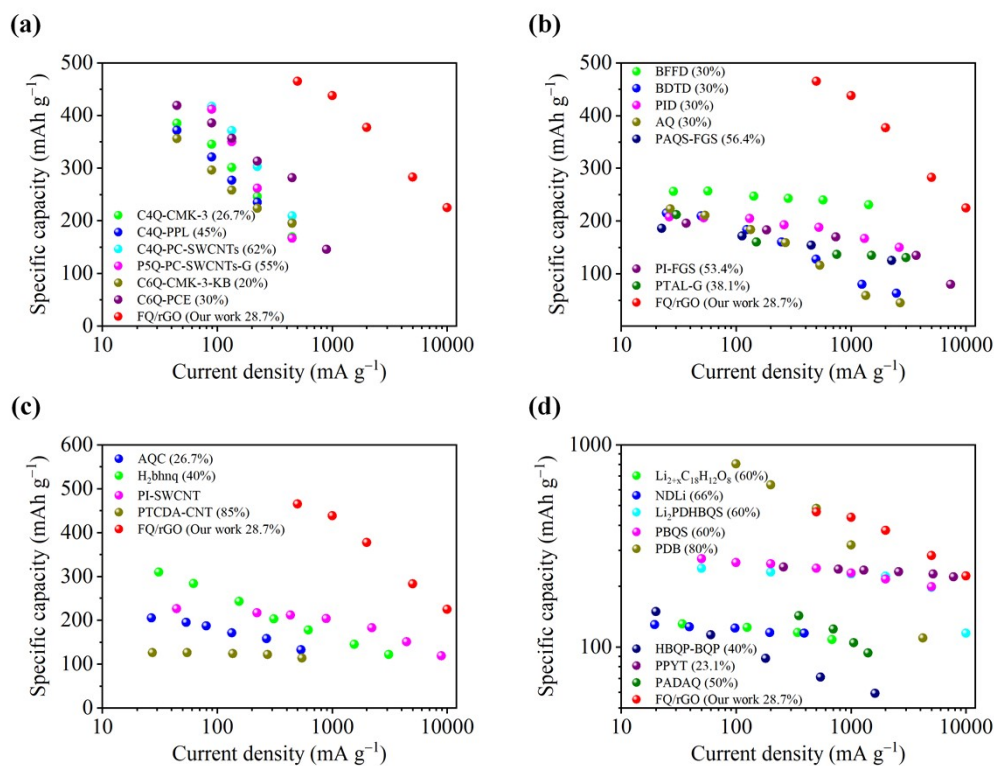 (a)
500
400
300
200
100
0
Specific capacity (mAh g⁻¹)
C4Q-CMK-3 (26.7%)
C4Q-PPL (45%)
C4Q-PC-SWCNTs (62%)
P5Q-PC-SWCNTs-G (55%)
C6Q-CMK-3-KB (20%)
C6Q-PCE (30%)
FQ/rGO (Our work 28.7%)
10 100 1000 10000
Current density (mA g⁻¹)
(b)
500
400
300
200
100
0
Specific capacity (mAh g⁻¹)
BFFD (30%)
BDTD (30%)
PID (30%)
AQ (30%)
PAQS-FGS (56.4%)
PI-FGS (53.4%)
PTAL-G (38.1%)
FQ/rGO (Our work 28.7%)
10 100 1000 10000
Current density (mA g⁻¹)
(c)
600
500
400
300
200
100
0
Specific capacity (mAh g⁻¹)
AQC (26.7%)
H₂bhnq (40%)
PI-SWCNT
PTCDA-CNT (85%)
FQ/rGO (Our work 28.7%)
10 100 1000 10000
Current density (mA g⁻¹)
(d)
1000
100
Specific capacity (mAh g⁻¹)
Li₂₊ₓC₁₈H₁₂O₈ (60%)
NDLi (66%)
Li₂PDHBQS (60%)
PBQS (60%)
PDB (80%)
HBQP-BQP (40%)
PPYT (23.1%)
PADAQ (50%)
FQ/rGO (Our work 28.7%)
10 100 1000 10000
Current density (mA g⁻¹)